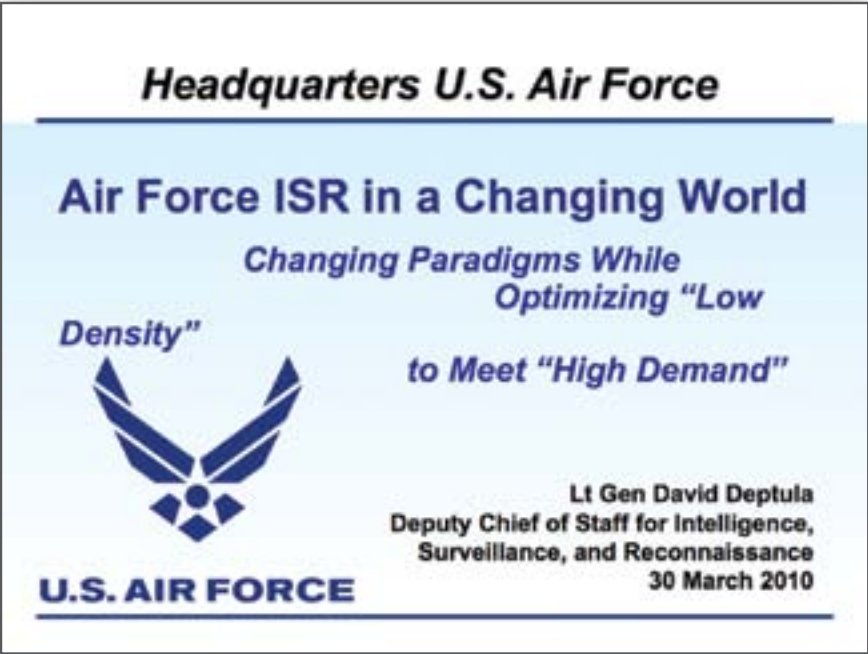 Headquarters U.S. Air Force
Air Force ISR in a Changing World
Changing Paradigms While
Optimizing “Low
Density”
to Meet “High Demand”
Lt Gen David Deptula
Deputy Chief of Staff for Intelligence,
Surveillance, and Reconnaissance
30 March 2010
U.S. AIR FORCE